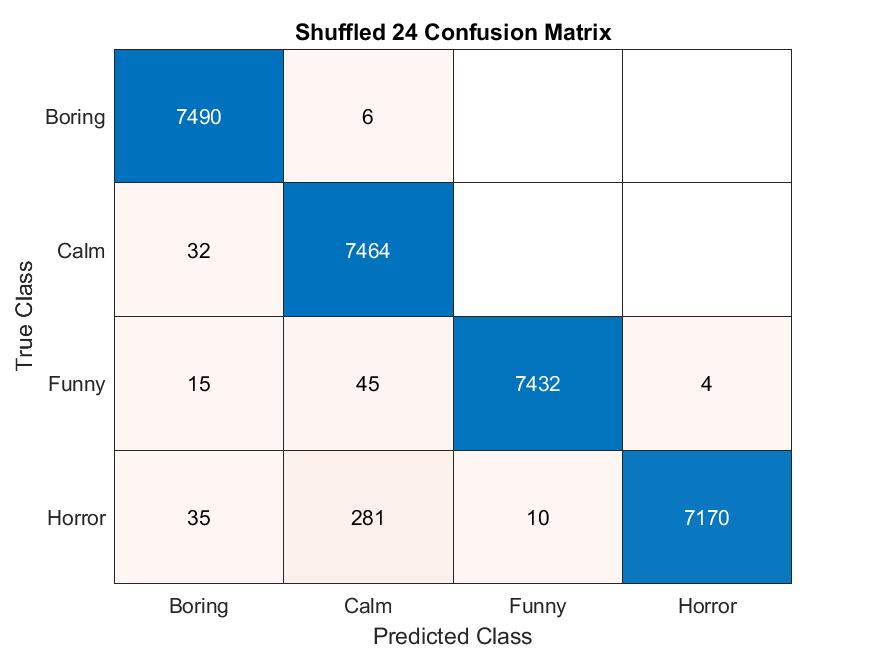 Shuffled 24 Confusion Matrix
True Class
Boring 7490 6
Calm 32 7464
Funny 15 45 7432 4
Horror 35 281 10 7170
Boring Calm Funny Horror
Predicted Class